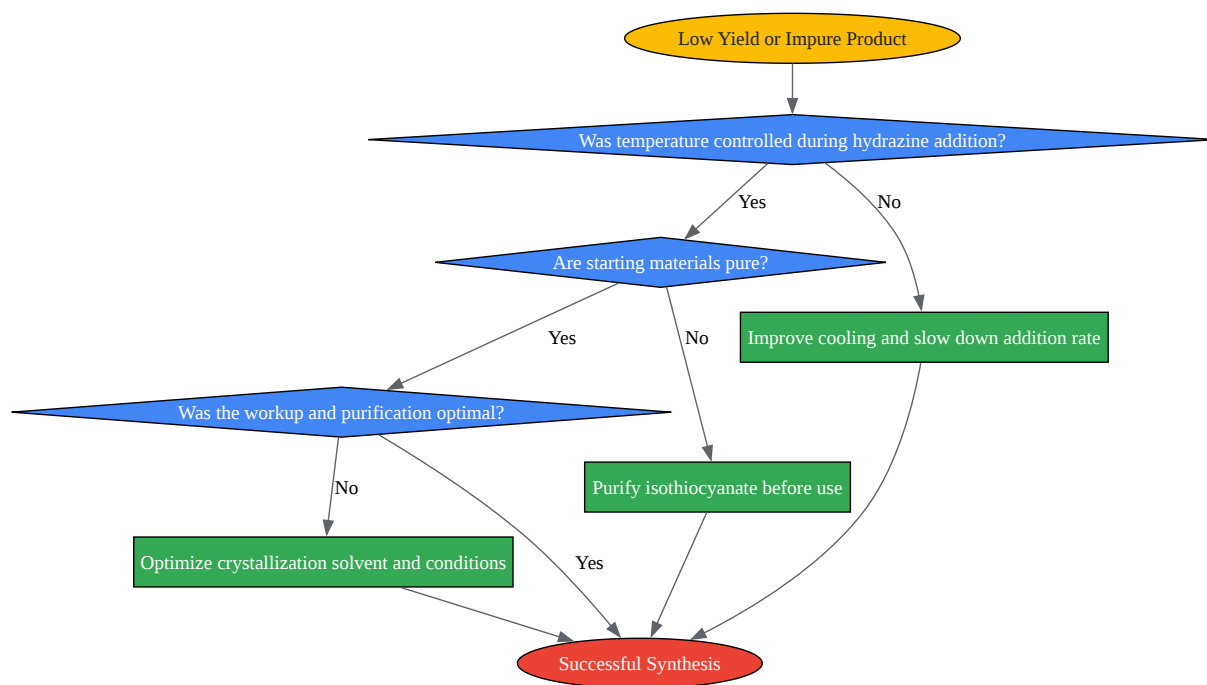 Low Yield or Impure Product
Was temperature controlled during hydrazine addition?
Yes
No
Are starting materials pure?
Yes
No
Improve cooling and slow down addition rate
Was the workup and purification optimal?
No
Yes
Purify isothiocyanate before use
Optimize crystallization solvent and conditions
Successful Synthesis